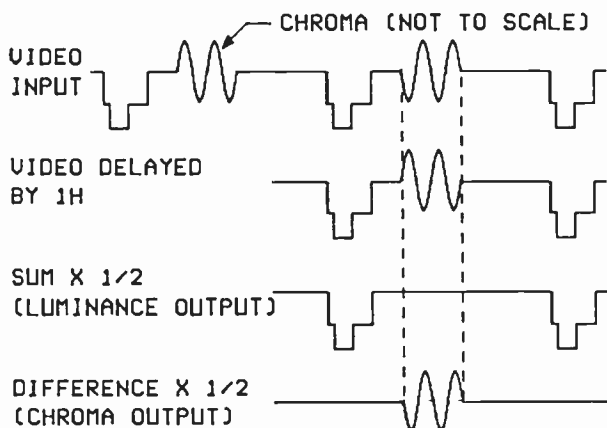 CHROMA (NOT TO SCALE)
VIDEO
INPUT
VIDEO DELAYED
BY 1H
SUM X 1/2
(LUMINANCE OUTPUT)
DIFFERENCE X 1/2
(CHROMA OUTPUT)